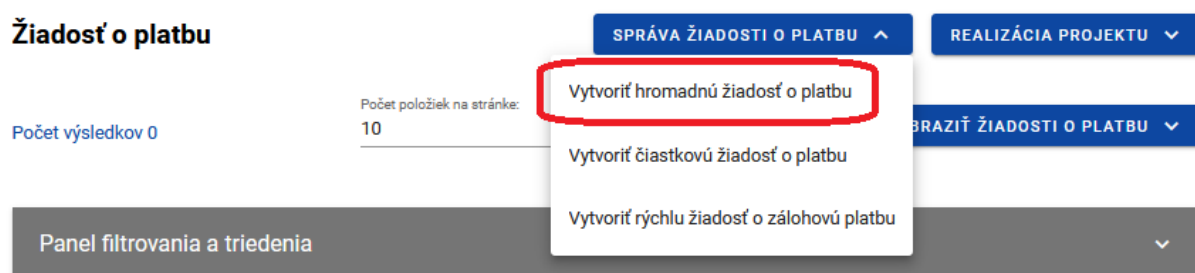 Žiadosť o platbu
SPRÁVA ŽIADOSTI O PLATBU
REALIZÁCIA PROJEKTU
Vytvoriť hromadnú žiadosť o platbu
Počet položiek na stránke:
10
Počet výsledkov 0
BRAZIŤ ŽIADOSTI O PLATBU
Vytvoriť čiastkovú žiadosť o platbu
Vytvoriť rýchlu žiadosť o zálohovú platbu
Panel filtrovania a triedenia